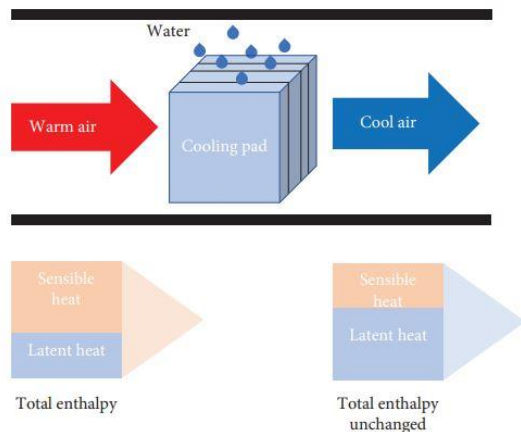 Water
Warm air
Cooling pad
Cool air
Sensible
heat
Latent heat
Total enthalpy
Sensible
heat
Latent heat
Total enthalpy
unchanged